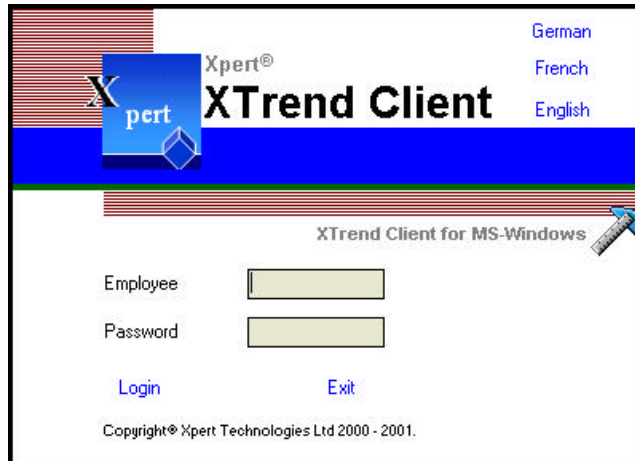 German
Xpert®
French
XTrend Client
English
Xpert
XTrend Client for MS-Windows
Employee
Password
Login Exit
Copyright® Xpert Technologies Ltd 2000 - 2001.